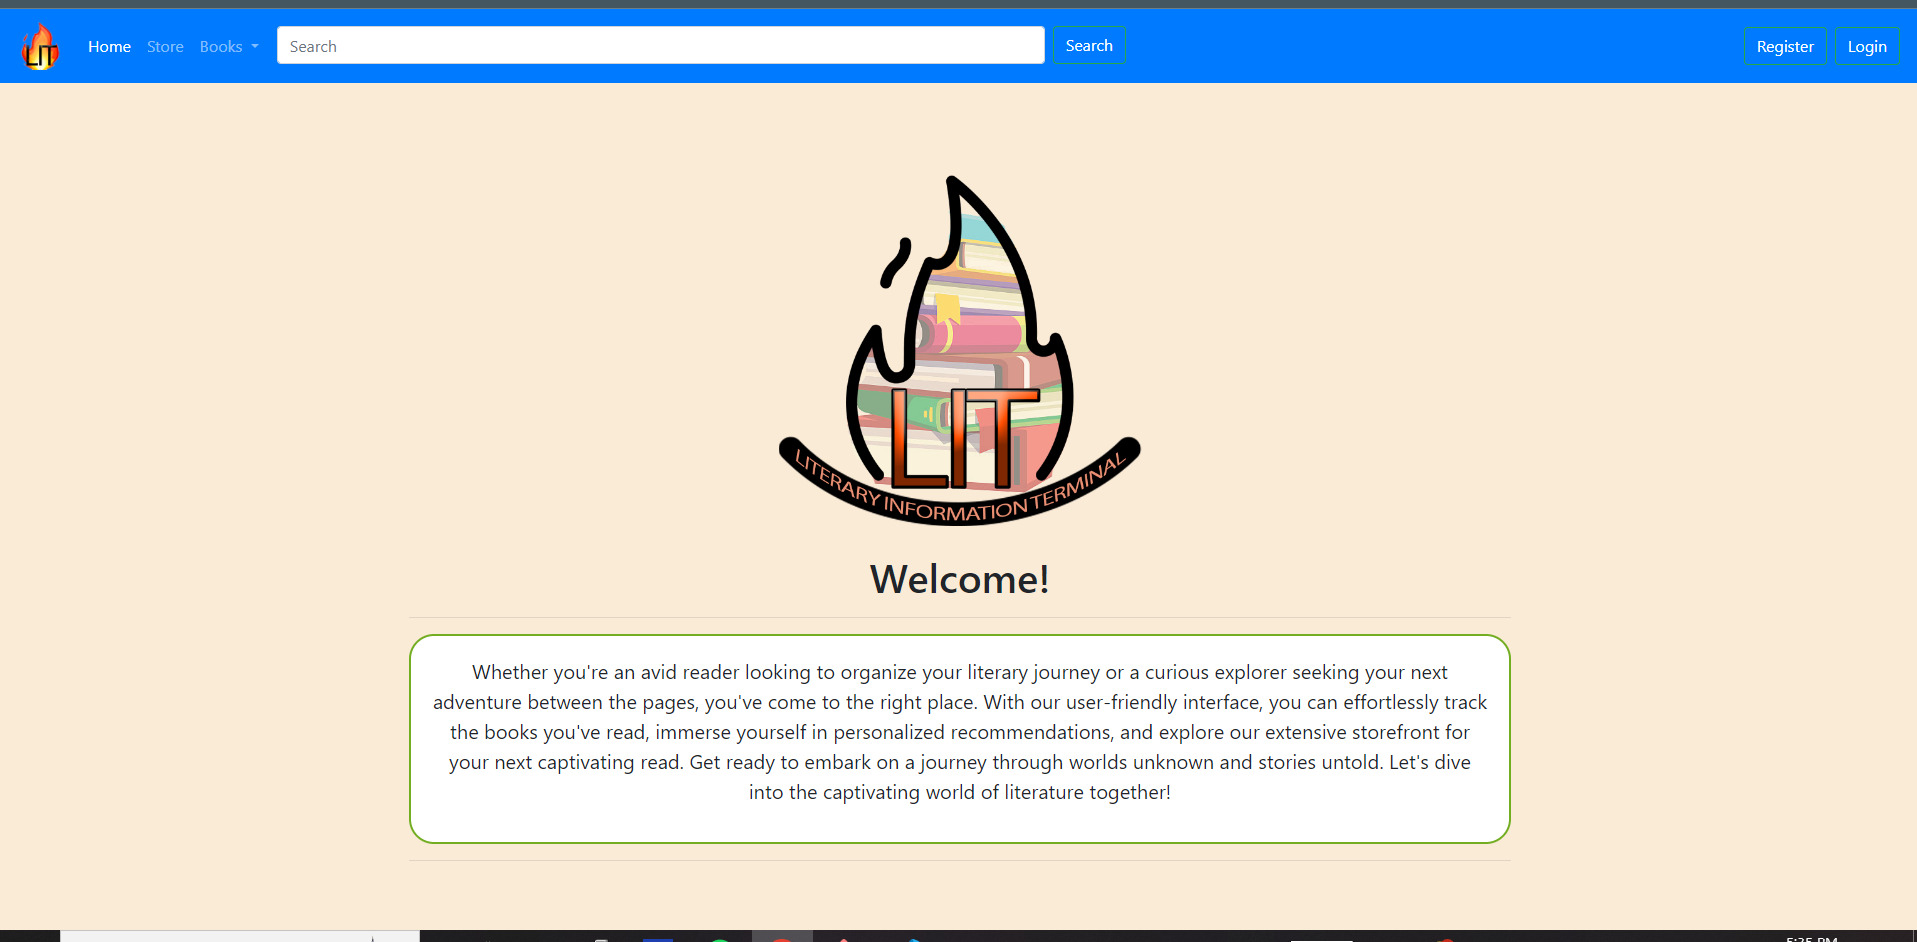 LIT
Home Store Books Search Search Register Login
LIT
LITERARY INFORMATION TERMINAL
Welcome!
Whether you're an avid reader looking to organize your literary journey or a curious explorer seeking your next
adventure between the pages, you've come to the right place. With our user-friendly interface, you can effortlessly track
the books you've read, immerse yourself in personalized recommendations, and explore our extensive storefront for
your next captivating read. Get ready to embark on a journey through worlds unknown and stories untold. Let's dive
into the captivating world of literature together!
5:35 PM